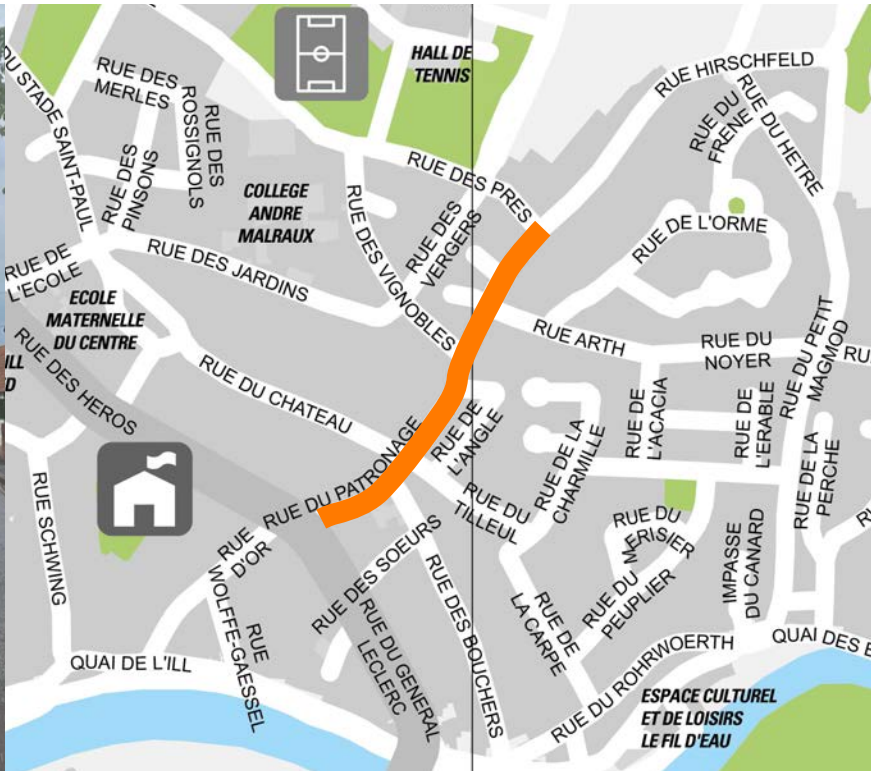 HALL DE
TENNIS
RUE HIRSCHFELD
DU STADE SAINT-PAUL
RUE DES
MERLES
RUE DES
ROSSIGNOLS
RUE DES
PINSONS
RUE DU
FRENE
RUE DU HETRE
RUE DES PRES
COLLEGE
ANDRE
MALRAUX
RUE DES VIGNOBLES
RUE DES
VERGERS
RUE DE L'ORME
RUE DE
L'ECOLE
RUE DES JARDINS
ECOLE
MATERNELLE
DU CENTRE
RUE ARTH
RUE DU
NOYER
RUE DU PETIT
MAGMOD
RU
ILL
D
RUE DES HEROS
RUE DU CHATEAU
RUE DU PATRONAGE
RUE DE
L'ANGLE
RUE DE LA
CHARMILLE
RUE DE
L'ACACIA
RUE DE
L'ERABLE
RUE DE LA
PERCHE
RUE SCHWING
RUE DU
TILLEUL
RUE
D'OR
RUE DES SOEURS
RUE DU
MERISIER
RUE DU
PEUPLIER
IMPASSE
DU CANARD
RU
RUE
WOLFFE-GAESSEL
RUE DU GENERAL
LECLERC
RUE DES BOUCHERS
RUE DE
LA CARPE
QUAI DE L'ILL
RUE DU ROHRWOERTH
QUAI DES
ESPACE CULTUREL
ET DE LOISIRS
LE FIL D'EAU